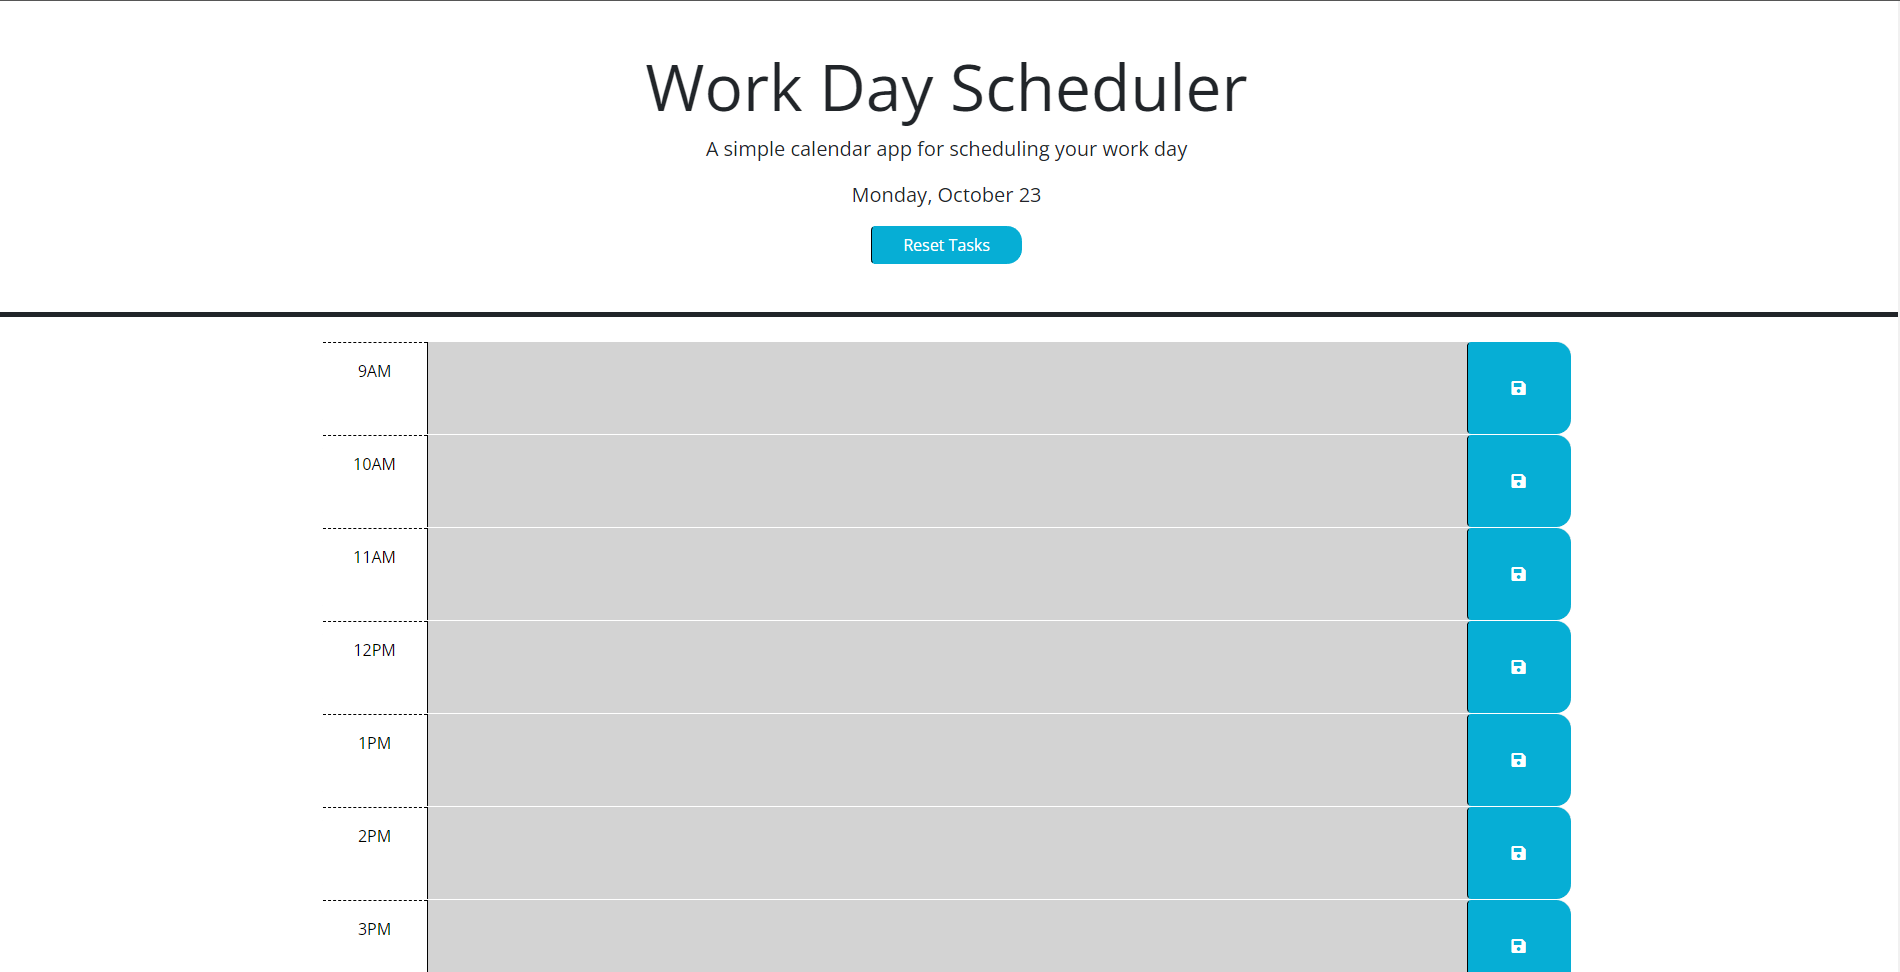 Work Day Scheduler
A simple calendar app for scheduling your work day
Monday, October 23
Reset Tasks
9AM
10AM
11AM
12PM
1PM
2PM
3PM